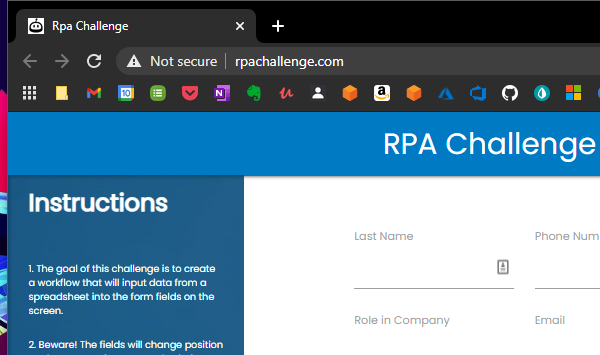 Rpa Challenge
Not secure | rpachallenge.com
10
N
a
RPA Challenge
Instructions
Last Name
Phone Num
1. The goal of this challenge is to create
a workflow that will input data from a
spreadsheet into the form fields on the
screen.
Role in Company
Email
2. Beware! The fields will change position